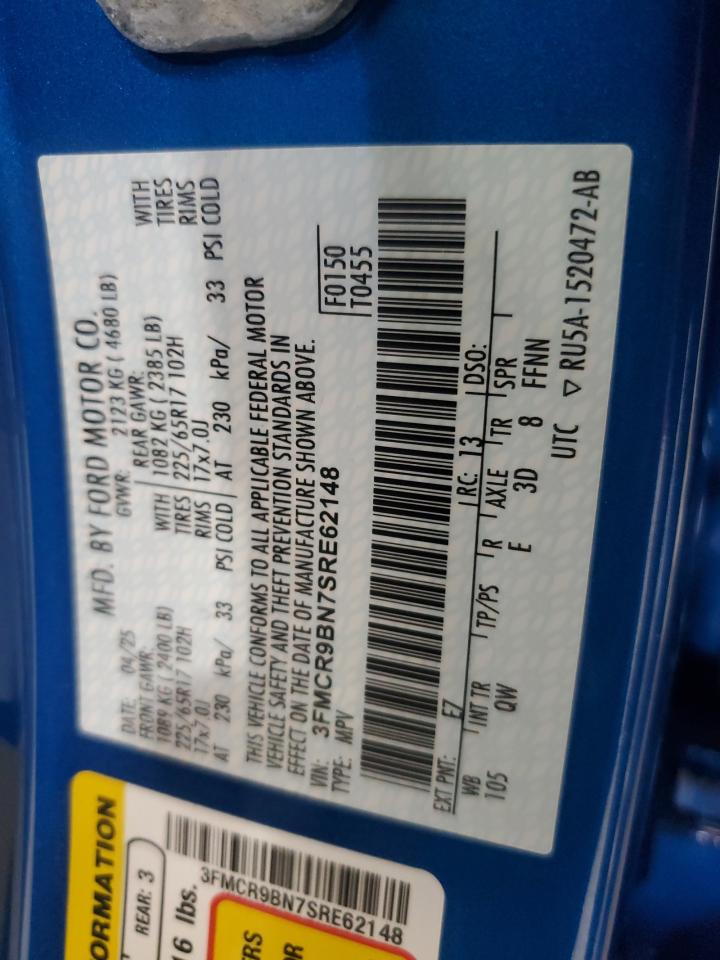 MFD. BY FORD MOTOR CO.
DATE: 04/25 GVWR: 2123 KG ( 4680 LB)
FRONT GAWR: REAR GAWR:
1089 KG ( 2400 LB) WITH 1082 KG ( 2385 LB) WITH
225/65R17 102H TIRES 225/65R17 102H TIRES
17x7.0J RIMS 17x7.0J RIMS
AT 230 kPa/ 33 PSI COLD AT 230 kPa/ 33 PSI COLD
THIS VEHICLE CONFORMS TO ALL APPLICABLE FEDERAL MOTOR
VEHICLE SAFETY AND THEFT PREVENTION STANDARDS IN
EFFECT ON THE DATE OF MANUFACTURE SHOWN ABOVE.
VIN: 3FMCR9BN7SRE62148 F0150
TYPE: MPV T0455
EXT PNT: E7 RC: 13 DSO:
WB INT TR TP/PS R AXLE TR SPR
105 QW E 3D 8 FFNN
UTC ▽ RU5A-1520472-AB
ORMATION
REAR: 3
16 lbs.
3FMCR9BN7SRE62148